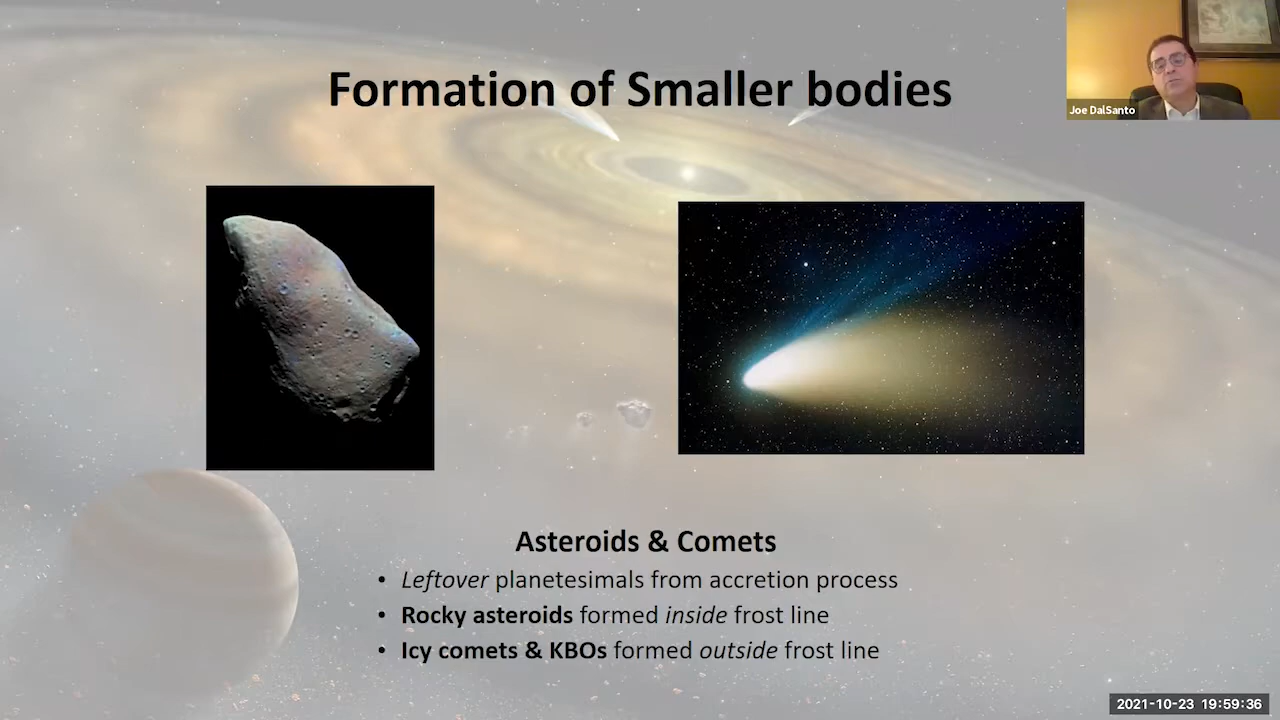 Formation of Smaller bodies
Joe DalSanto
Asteroids & Comets
• Leftover planetesimals from accretion process
• Rocky asteroids formed inside frost line
• Icy comets & KBOs formed outside frost line
2021-10-23 19:59:36